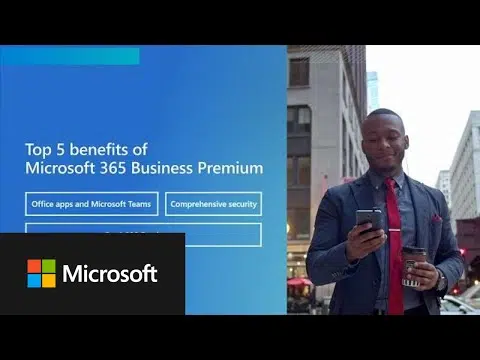 Top 5 benefits of
Microsoft 365 Business Premium
Office apps and Microsoft Teams
Comprehensive security
Microsoft